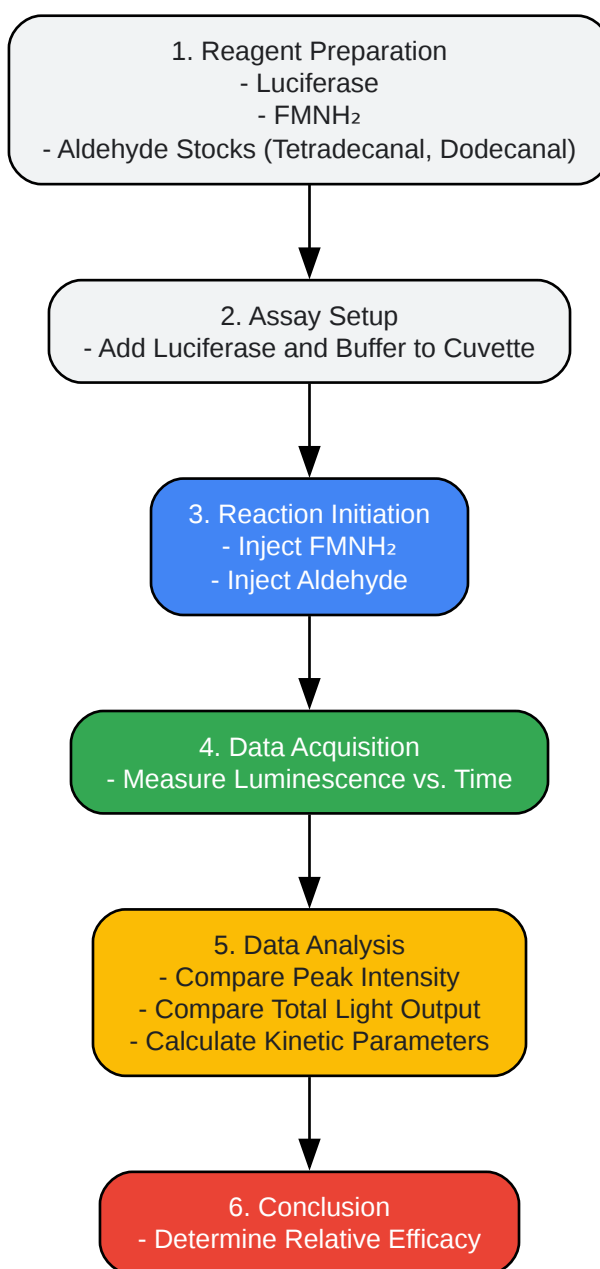 1. Reagent Preparation
- Luciferase
- FMNH₂
- Aldehyde Stocks (Tetradecanal, Dodecanal)
2. Assay Setup
- Add Luciferase and Buffer to Cuvette
3. Reaction Initiation
- Inject FMNH₂
- Inject Aldehyde
4. Data Acquisition
- Measure Luminescence vs. Time
5. Data Analysis
- Compare Peak Intensity
- Compare Total Light Output
- Calculate Kinetic Parameters
6. Conclusion
- Determine Relative Efficacy